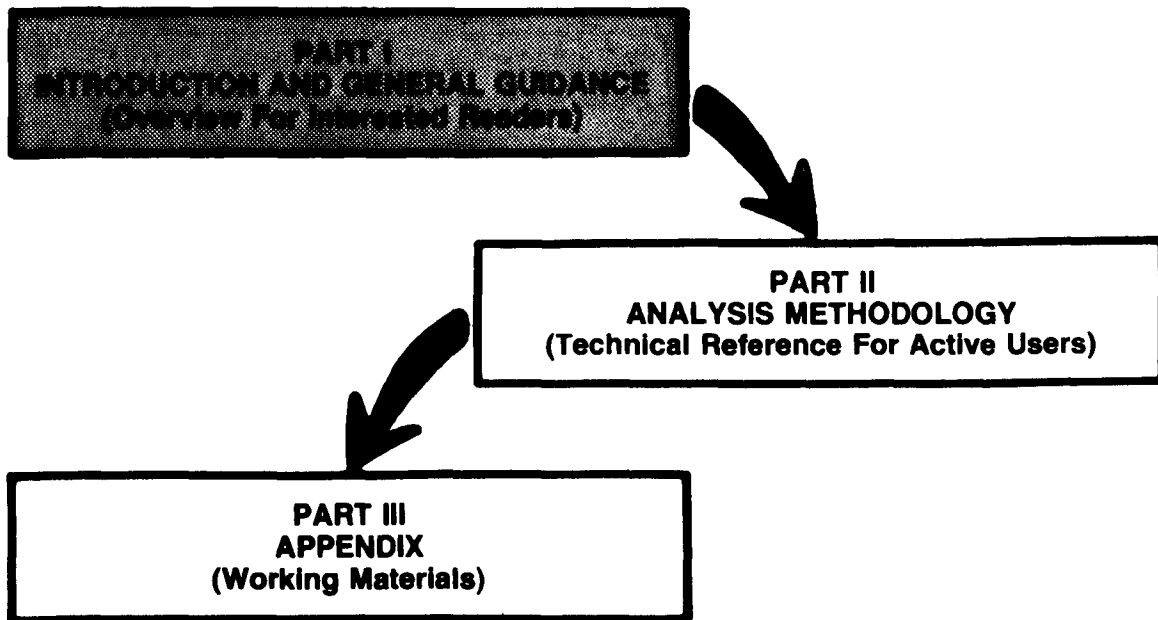 PART I
INTRODUCTION AND GENERAL GUIDANCE
(Overview For Interested Readers)
PART II
ANALYSIS METHODOLOGY
(Technical Reference For Active Users)
PART III
APPENDIX
(Working Materials)